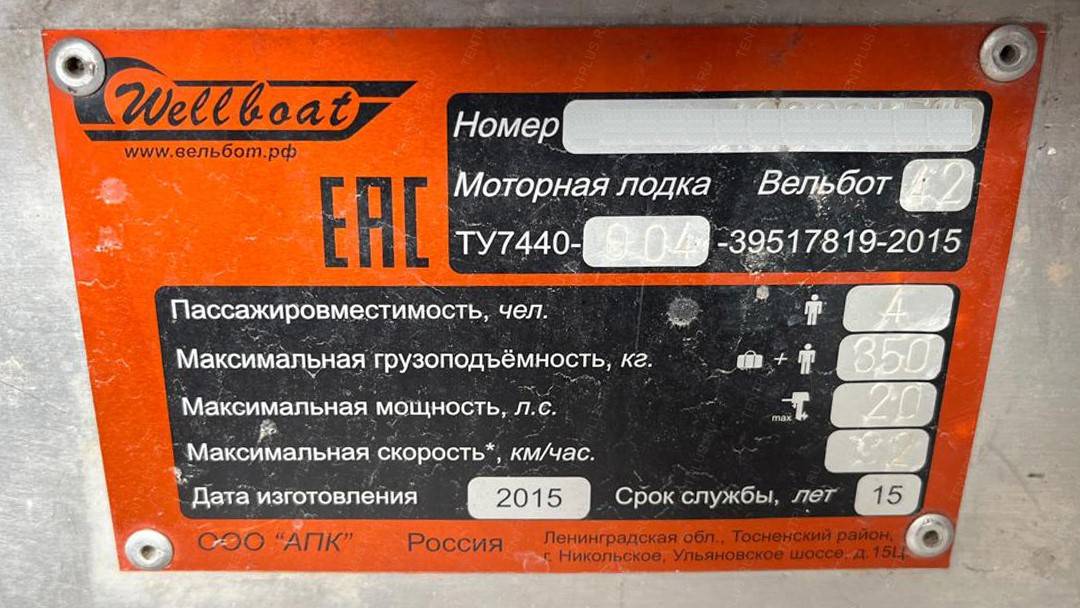 Wellboat
www.вельбот.рф
Номер
Моторная лодка Вельбот 42
ЕАС
ТУ7440-004-39517819-2015
Пассажировместимость, чел. 4
Максимальная грузоподъёмность, кг. 350
Максимальная мощность, л.с. max 20
Максимальная скорость*, км/час.
Дата изготовления 2015 Срок службы, лет 15
ООО "АПК" Россия Ленинградская обл., Тосненский район,
г. Никольское, Ульяновское шоссе, д.15Ц